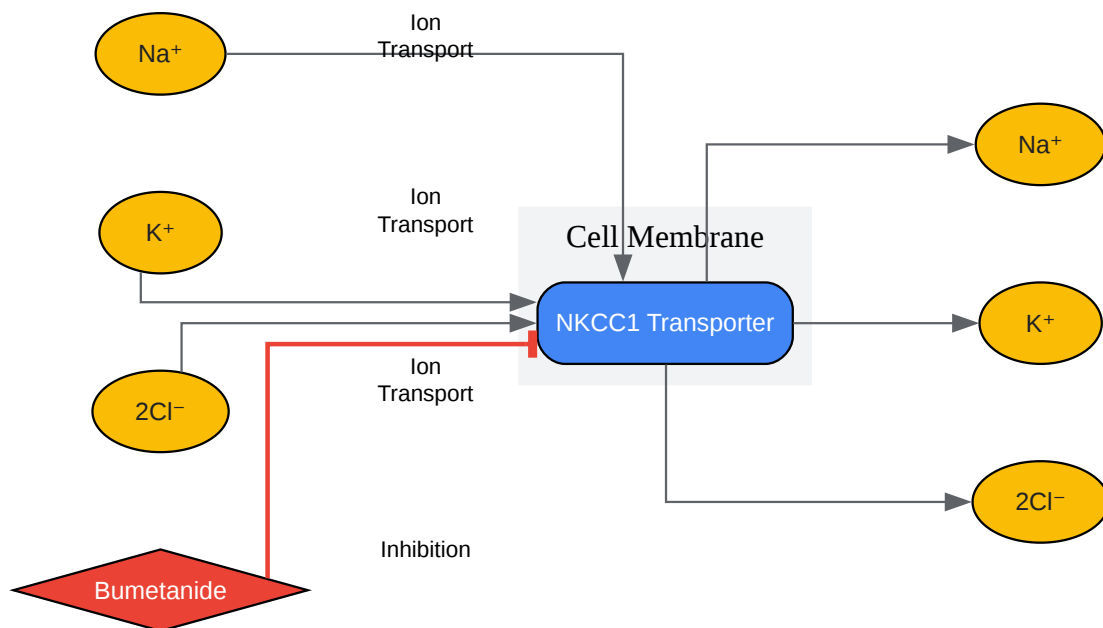 Ion
Transport
Na⁺
Na⁺
Ion
Transport
K⁺
Cell Membrane
NKCC1 Transporter
K⁺
Ion
Transport
2Cl⁻
2Cl⁻
Inhibition
Bumetanide